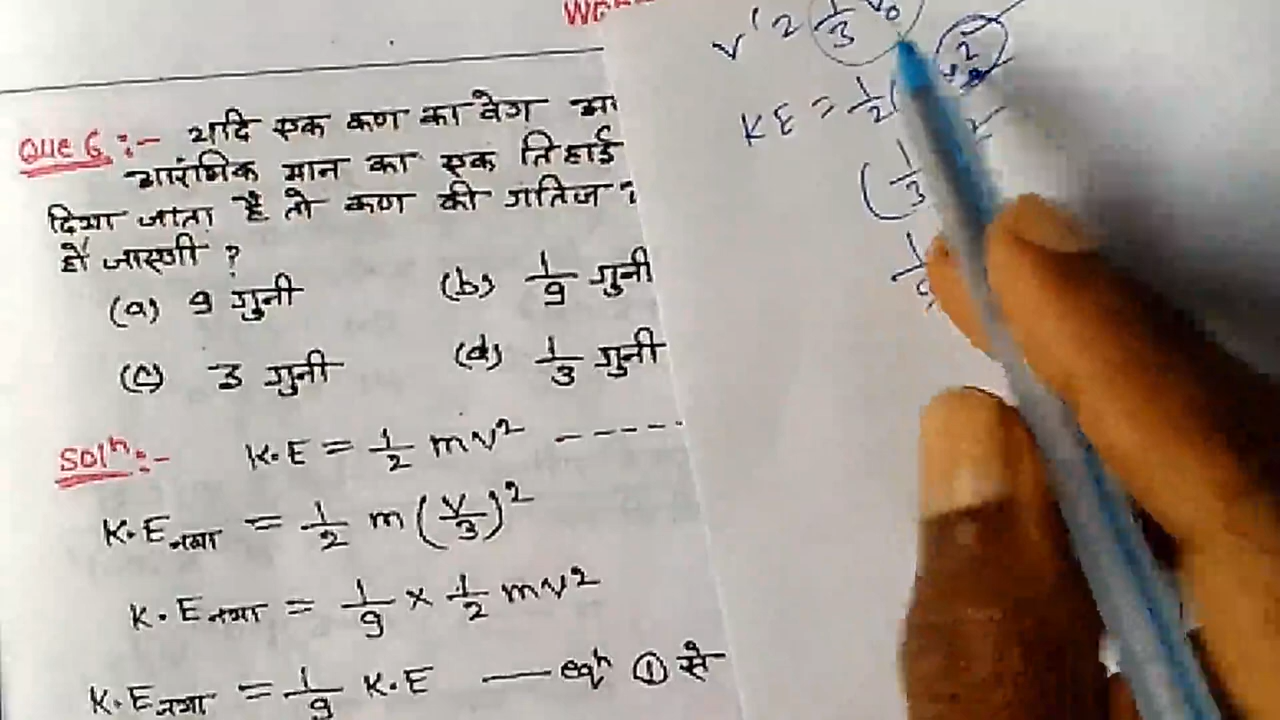 Que 6:- यदि एक कण का वेग
प्रारंभिक मान का एक तिहाई
दिया जाता है तो कण की गतिज
हो जाएगी ?
(a) 9 गुनी (b) 1/9 गुनी
(c) 3 गुनी (d) 1/3 गुनी
Solⁿ:- K.E = 1/2 mv² -----
K.E नया = 1/2 m(v/3)²
K.E नया = 1/9 × 1/2 mv²
K.E नया = 1/9 K.E — eqⁿ ① से
KE = 1/2
(1/3